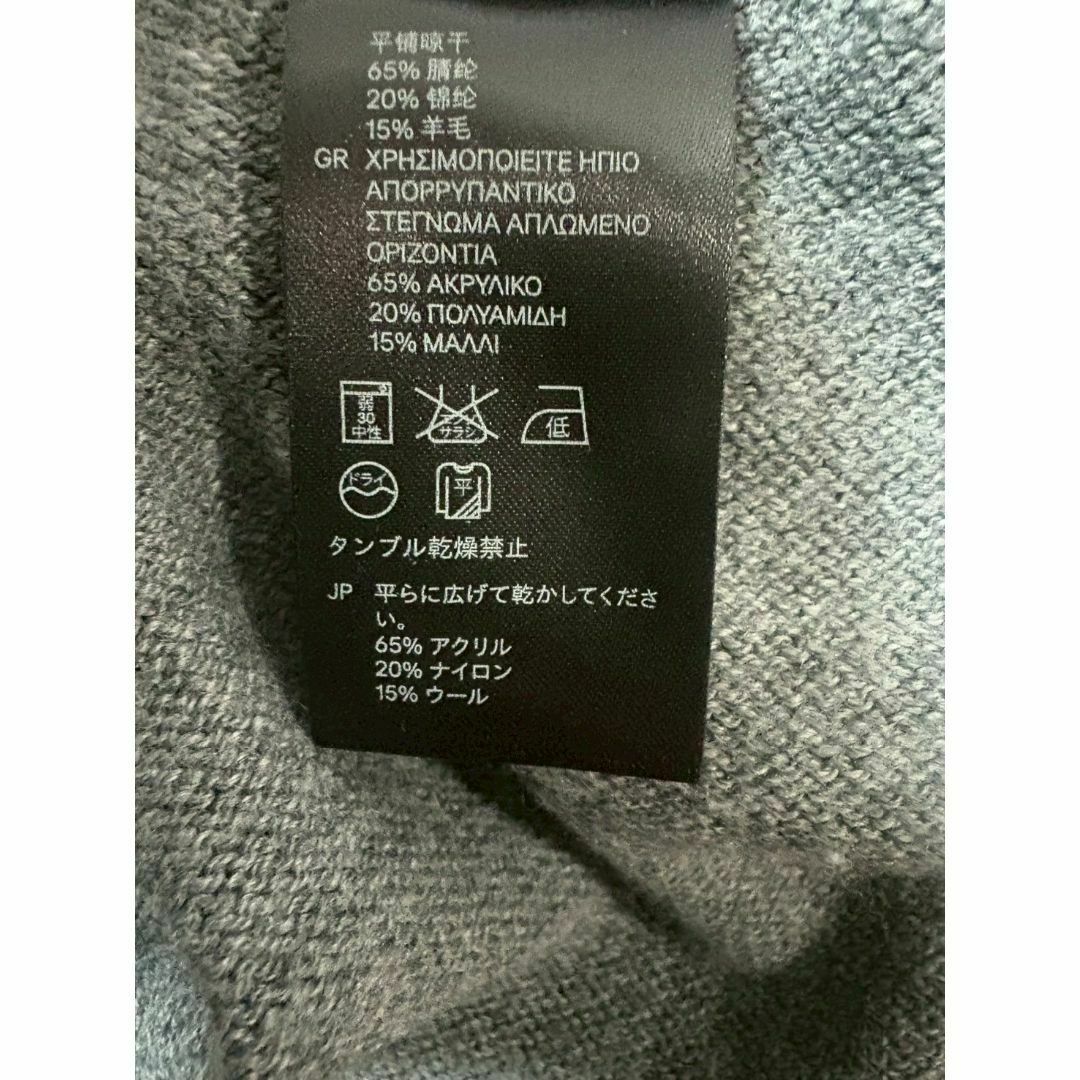 平铺晾干
65% 腈纶
20% 锦纶
15% 羊毛
GR ΧΡΗΣΙΜΟΠΟΙΕΙΤΕ ΗΠΙΟ
ΑΠΟΡΡΥΠΑΝΤΙΚΟ
ΣΤΕΓΝΩΜΑ ΑΠΛΩΜΕΝΟ
ΟΡΙΖΟΝΤΙΑ
65% ΑΚΡΥΛΙΚΟ
20% ΠΟΛΥΑΜΙΔΗ
15% ΜΑΛΛΙ
弱
30
中性
エンソ
サラシ
低
ドライ
平
タンブル乾燥禁止
JP 平らに広げて乾かしてくださ
い。
65% アクリル
20% ナイロン
15% ウール